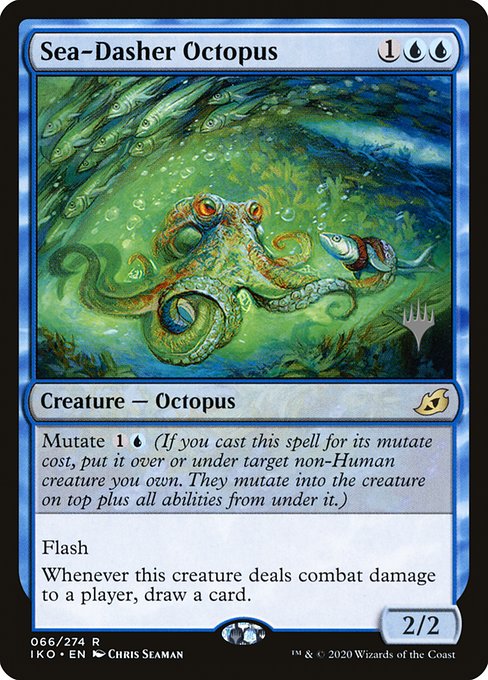 Sea-Dasher Octopus 1
Creature — Octopus
Mutate 1 (If you cast this spell for its mutate
cost, put it over or under target non-Human
creature you own. They mutate into the creature
on top plus all abilities from under it.)
Flash
Whenever this creature deals combat damage
to a player, draw a card.
2/2
066/274 R
IKO • EN Chris Seaman
™ & © 2020 Wizards of the Coast